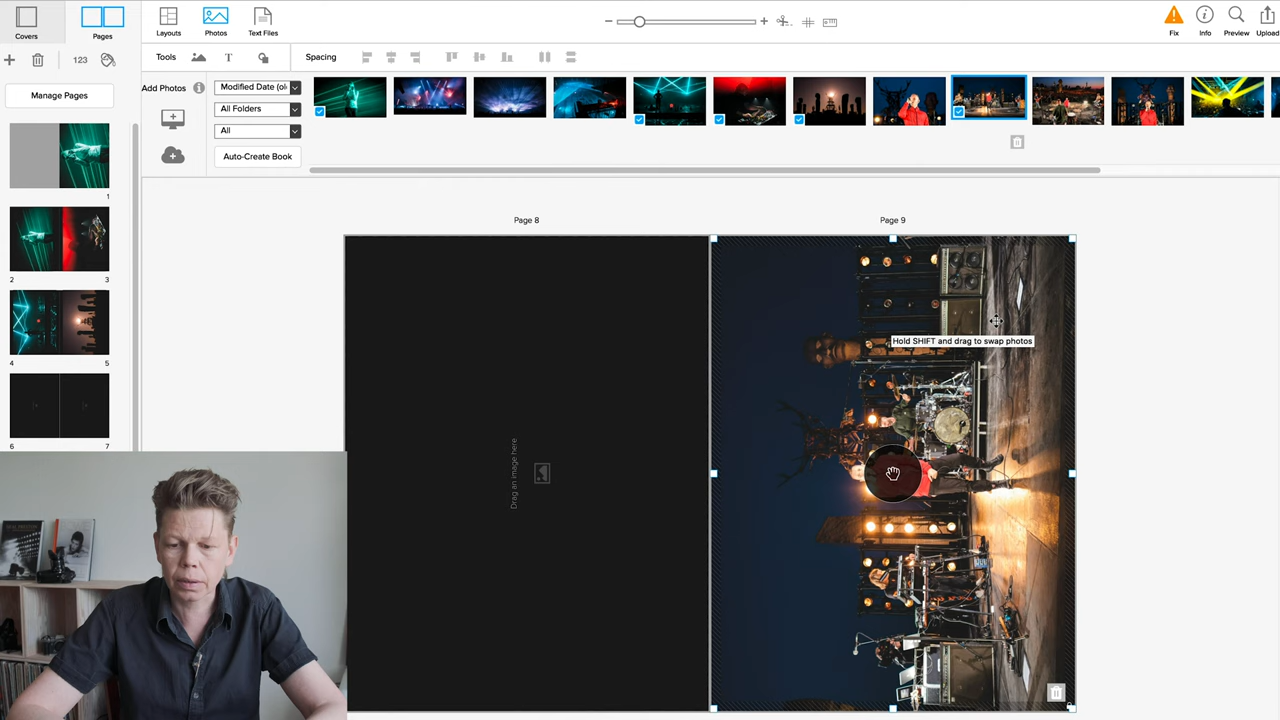 Covers
Pages
Layouts
Photos
Text Files
Fix
Info
Preview
Upload
123
Tools
T
Spacing
Manage Pages
Add Photos
Modified Date (ol
All Folders
All
Auto-Create Book
1
2
3
4
5
6
7
Page 8
Page 9
Drag an image here
Hold SHIFT and drag to swap photos